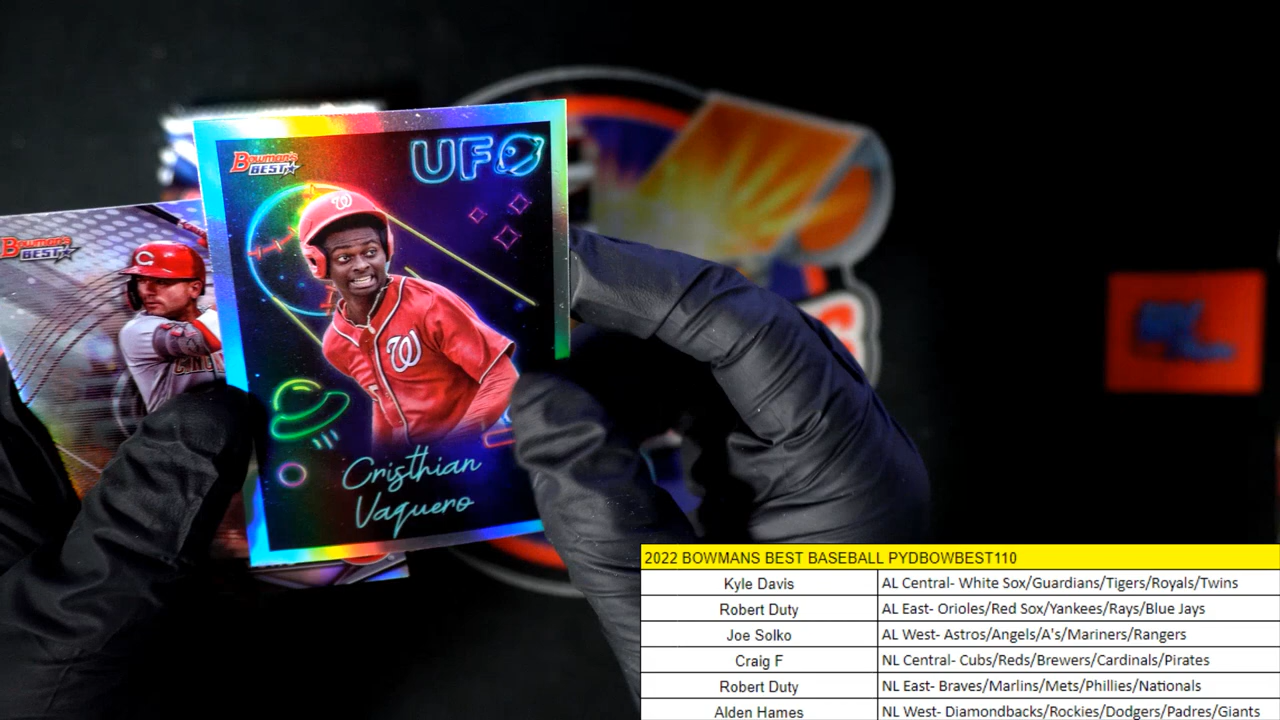 BOWMAN'S
BEST
UFO
BOWMAN'S
BEST
C
W
W
CINCI
Cristhian
Vaquero
2022 BOWMANS BEST BASEBALL PYDBOWBEST110
Kyle Davis AL Central- White Sox/Guardians/Tigers/Royals/Twins
Robert Duty AL East- Orioles/Red Sox/Yankees/Rays/Blue Jays
Joe Solko AL West- Astros/Angels/A's/Mariners/Rangers
Craig F NL Central- Cubs/Reds/Brewers/Cardinals/Pirates
Robert Duty NL East- Braves/Marlins/Mets/Phillies/Nationals
Alden Hames NL West- Diamondbacks/Rockies/Dodgers/Padres/Giants